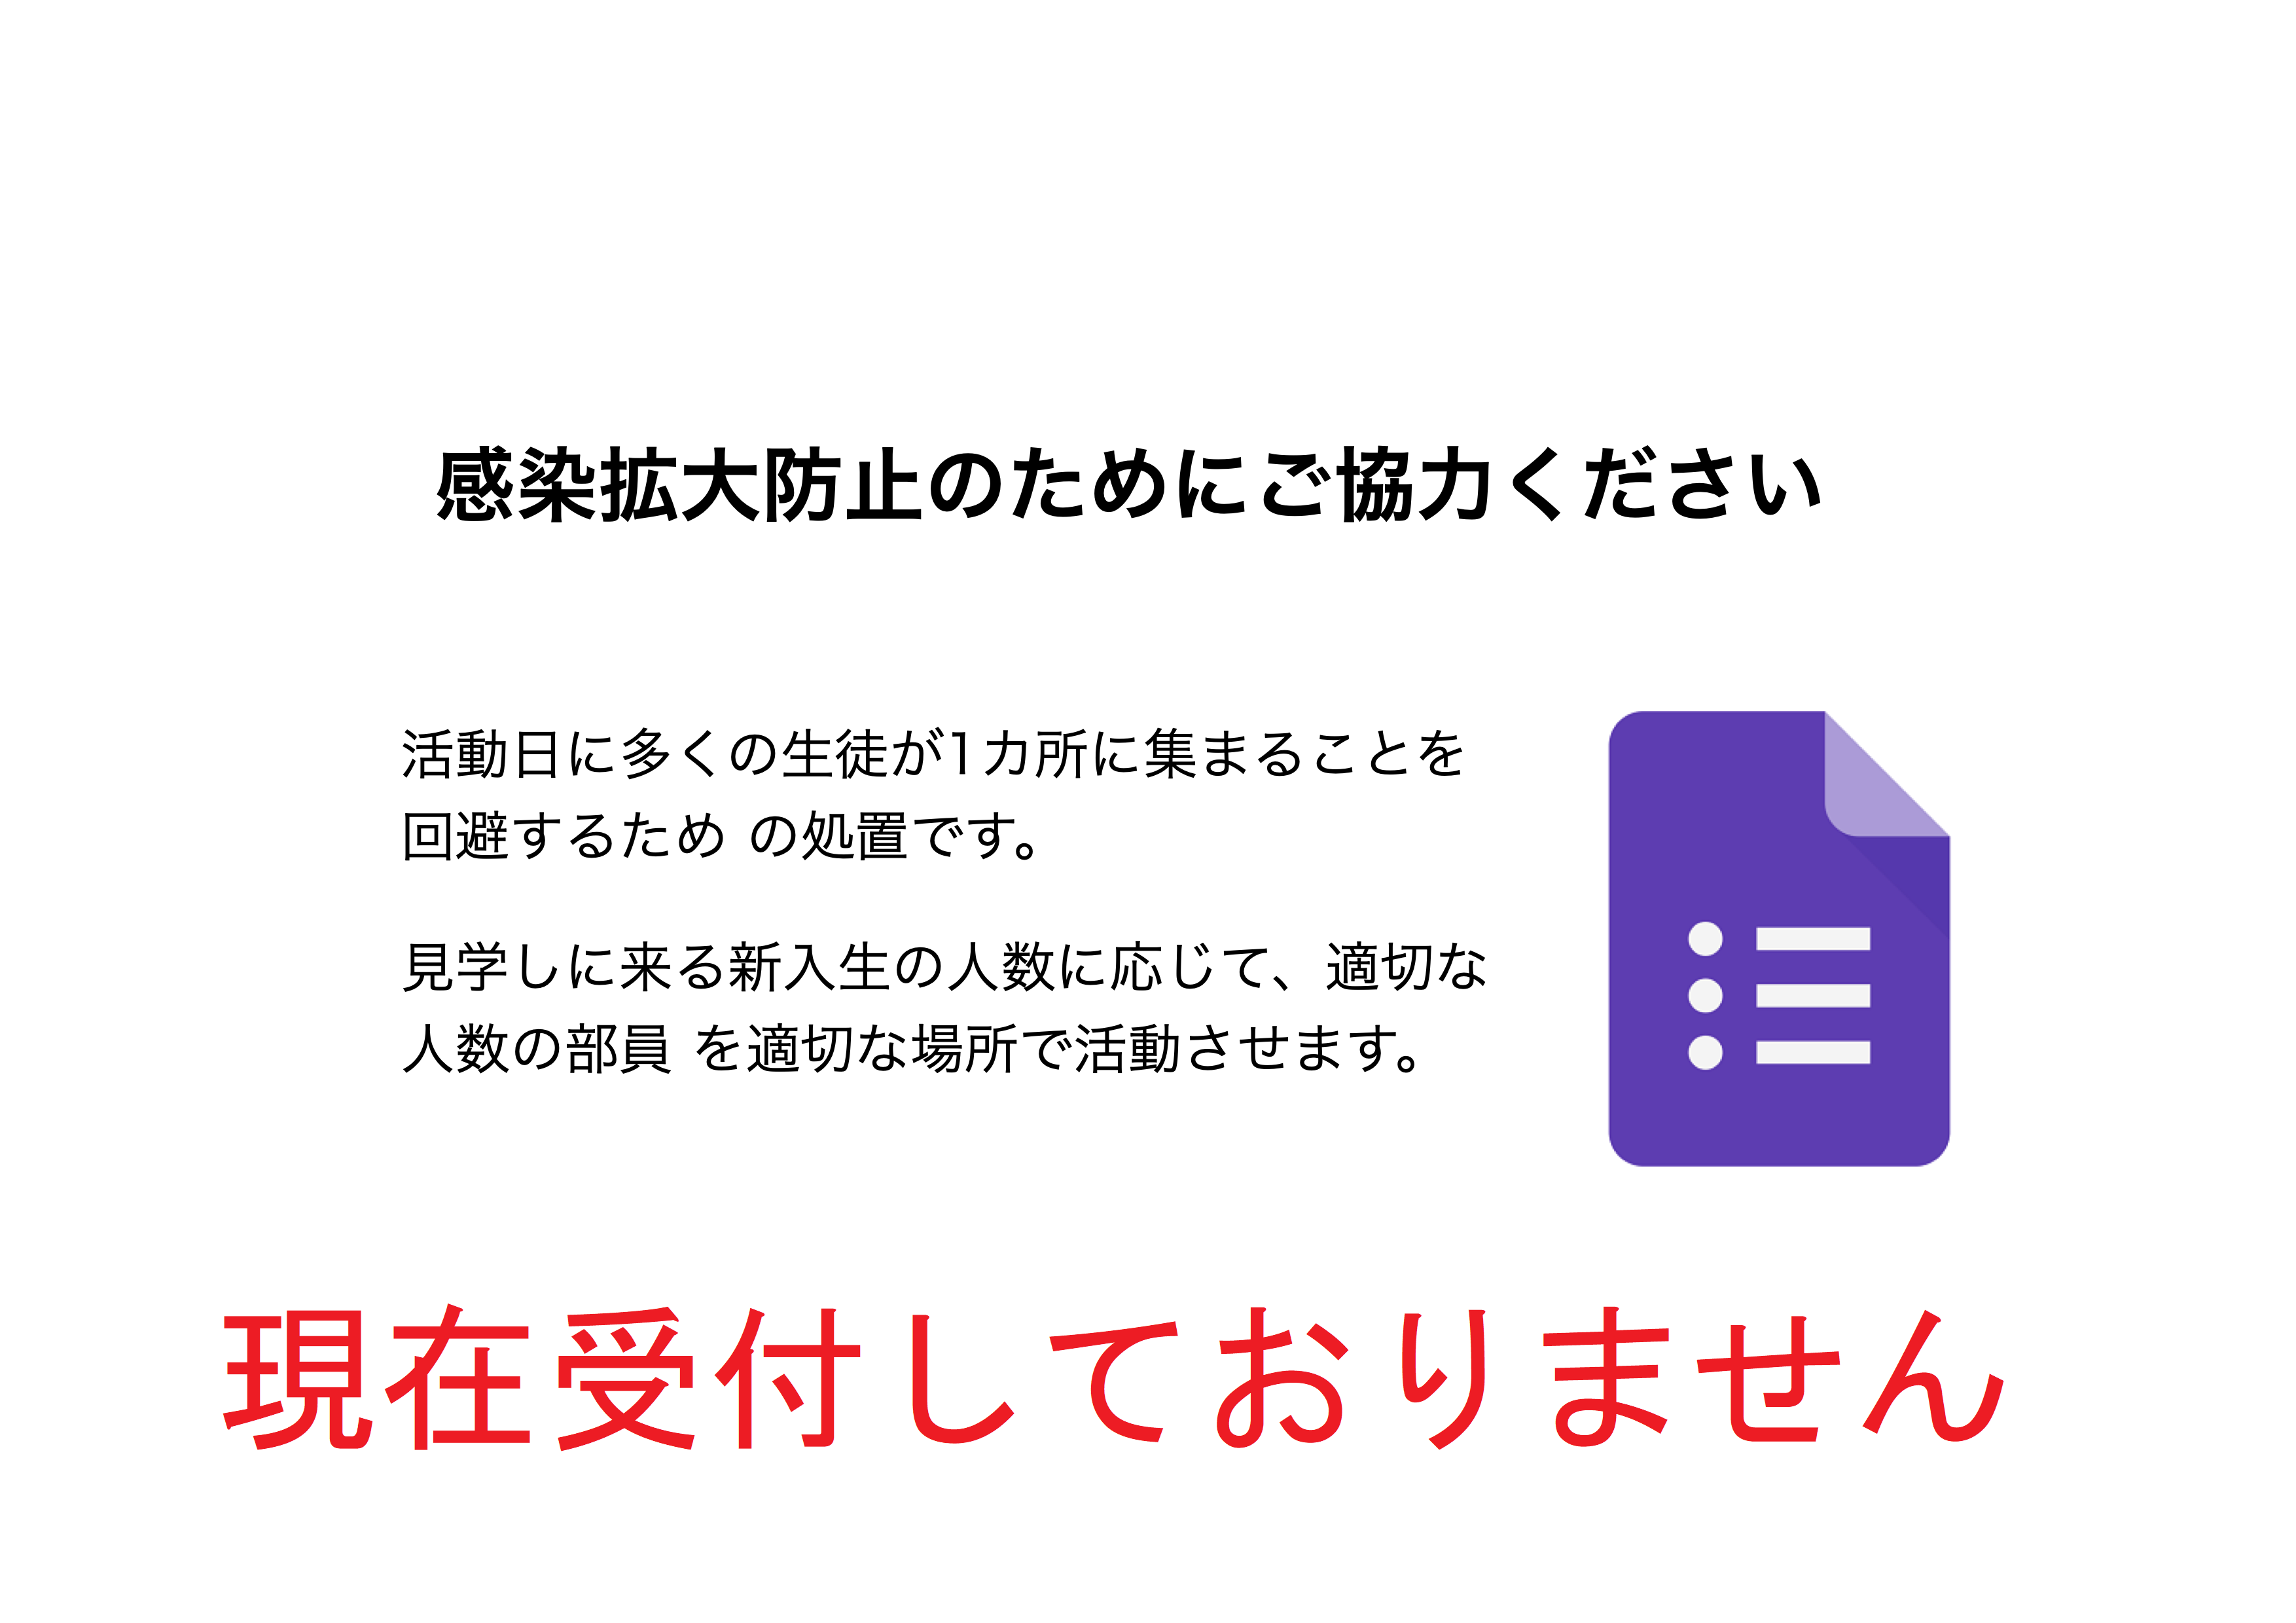 感染拡大防止のためにご協力ください
活動日に多くの生徒が1カ所に集まることを
回避するため の処置です。
見学しに来る新入生の人数に応じて、適切な
人数の部員 を適切な場所で活動させます。
現在受付しておりません